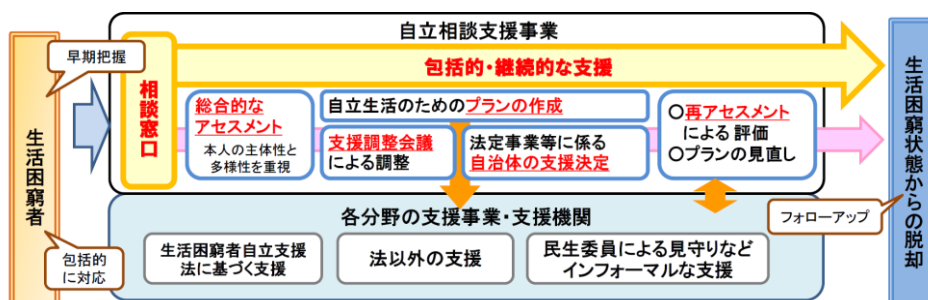 自立相談支援事業
早期把握
包括的・継続的な支援
生活困窮者
相談窓口
総合的な
アセスメント
本人の主体性と
多様性を重視
自立生活のためのプランの作成
支援調整会議
による調整
法定事業等に係る
自治体の支援決定
○再アセスメント
による 評価
○プランの見直し
生活困窮状態からの脱却
フォローアップ
包括的
に対応
各分野の支援事業・支援機関
生活困窮者自立支援
法に基づく支援
法以外の支援
民生委員による見守りなど
インフォーマルな支援